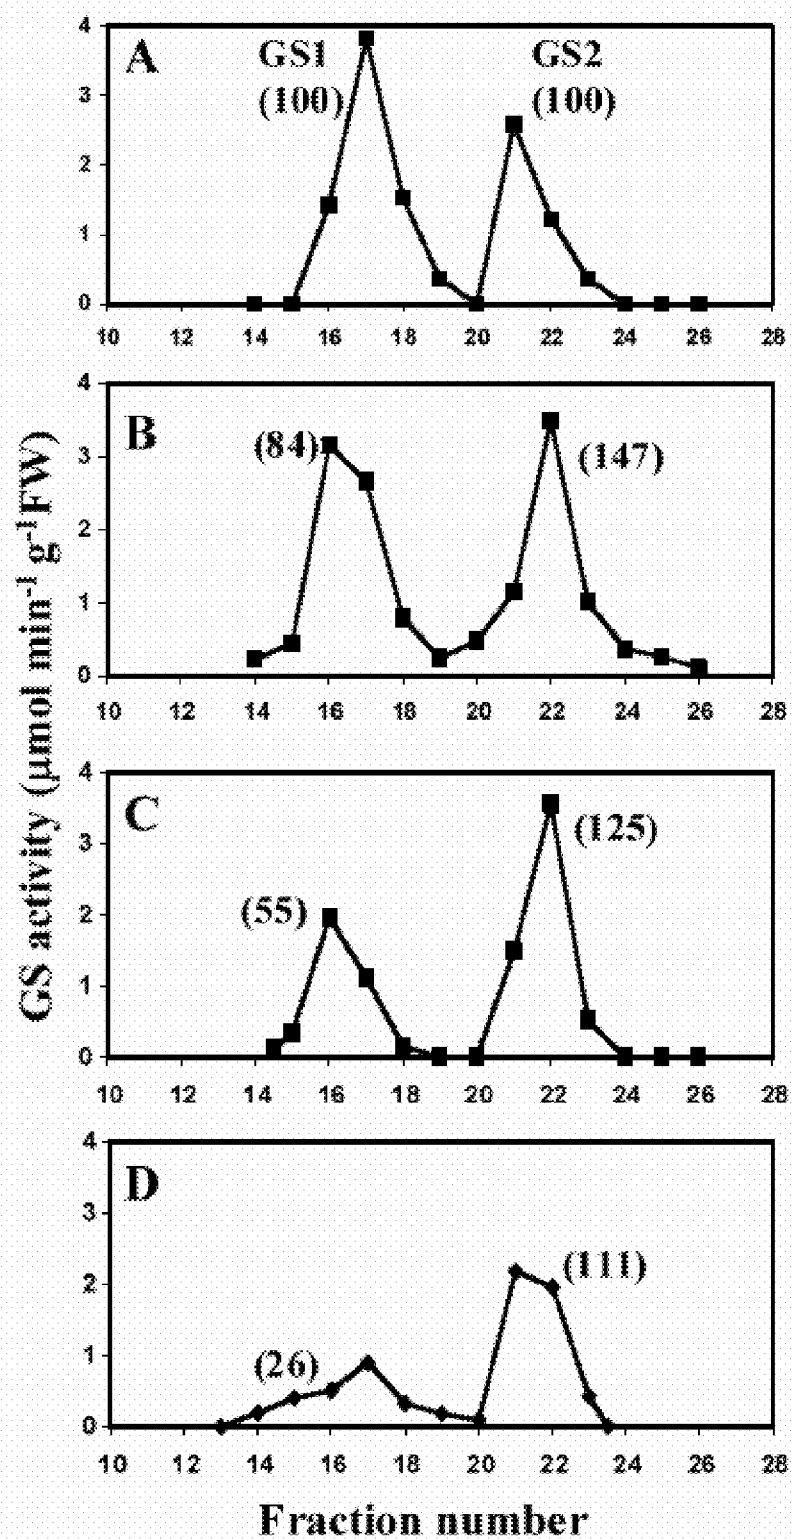 GS activity (μmol min⁻¹ g⁻¹FW)
A
GS1
(100)
GS2
(100)
4
3
2
1
0
10 12 14 16 18 20 22 24 26 28
B
(84)
(147)
4
3
2
1
0
10 12 14 16 18 20 22 24 26 28
C
(55)
(125)
4
3
2
1
0
10 12 14 16 18 20 22 24 26 28
D
(26)
(111)
4
3
2
1
0
10 12 14 16 18 20 22 24 26 28
Fraction number